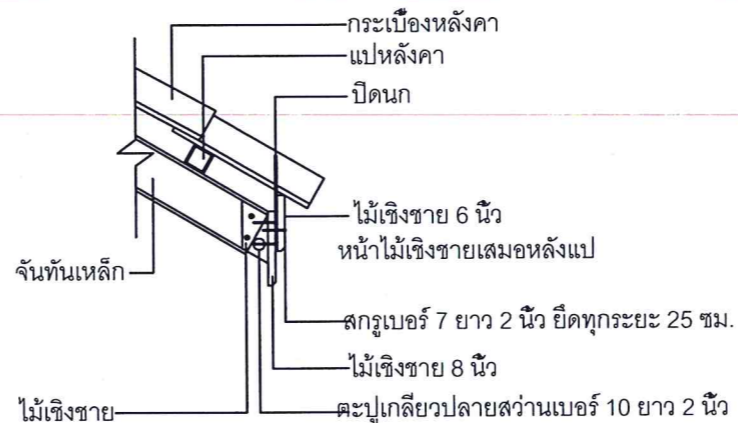 กระเบื้องหลังคา
แปหลังคา
ปิดนก
ไม้เชิงชาย 6 นิ้ว
หน้าไม้เชิงชายเสมอหลังแป
จันทันเหล็ก
สกรูเบอร์ 7 ยาว 2 นิ้ว ยึดทุกระยะ 25 ซม.
ไม้เชิงชาย 8 นิ้ว
ไม้เชิงชาย
ตะปูเกลียวปลายสว่านเบอร์ 10 ยาว 2 นิ้ว